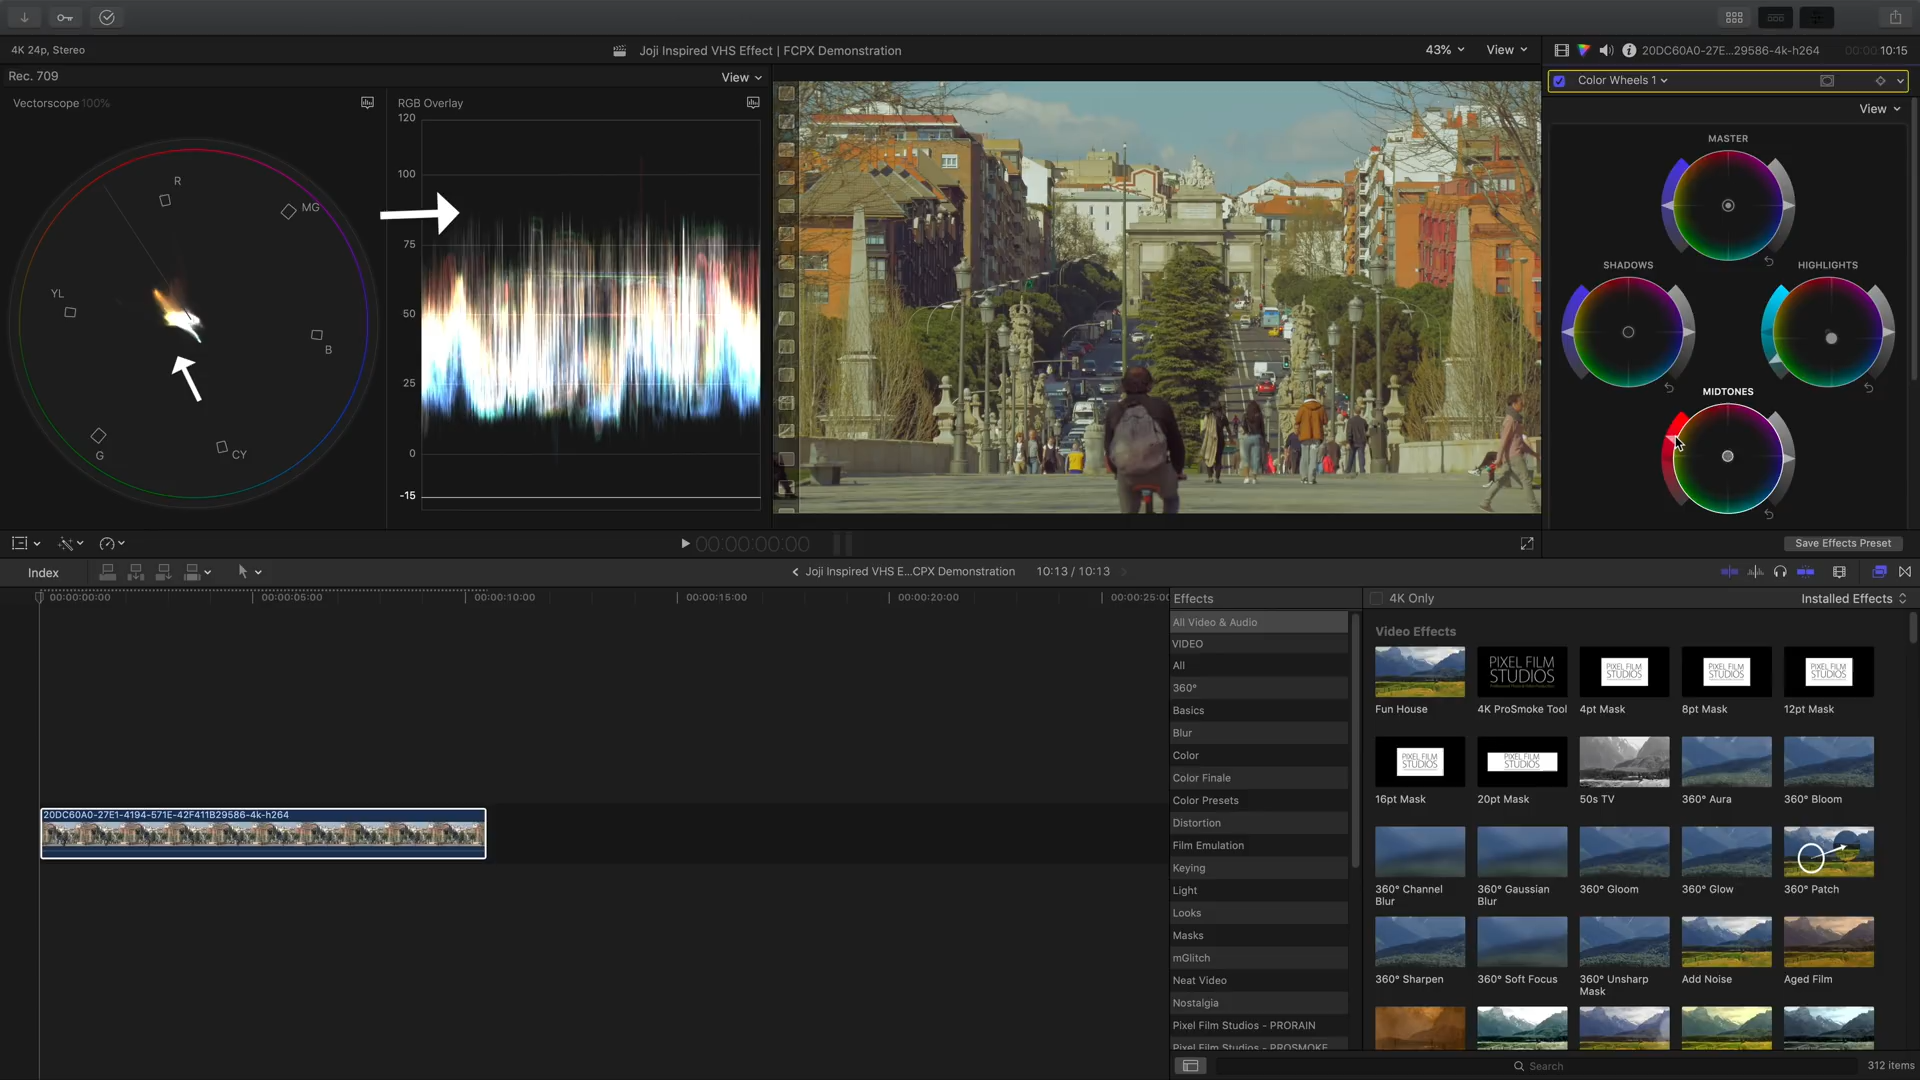 4K 24p, Stereo
Joji Inspired VHS Effect | FCPX Demonstration
43%
View
20DC60A0-27E...29586-4k-h264
00:00:10:15
Rec. 709
View
Color Wheels 1
Vectorscope 100%
RGB Overlay
View
120
100
75
50
25
0
-15
R
MG
YL
B
G
CY
MASTER
SHADOWS
HIGHLIGHTS
MIDTONES
00:00:00:00
Save Effects Preset
Index
Joji Inspired VHS E...CPX Demonstration
10:13 / 10:13
00:00:00:00
00:00:05:00
00:00:10:00
00:00:15:00
00:00:20:00
00:00:25:00
Effects
4K Only
Installed Effects
All Video & Audio
VIDEO
All
360°
Basics
Blur
Color
Color Finale
Color Presets
Distortion
Film Emulation
Keying
Light
Looks
Masks
mGlitch
Neat Video
Nostalgia
Pixel Film Studios - PRORAIN
Pixel Film Studios - PROSMOKE
Video Effects
PIXEL FILM
STUDIOS
PIXEL FILM
STUDIOS
PIXEL FILM
STUDIOS
PIXEL FILM
STUDIOS
Fun House
4K ProSmoke Tool
4pt Mask
8pt Mask
12pt Mask
PIXEL FILM
STUDIOS
PIXEL FILM
STUDIOS
16pt Mask
20pt Mask
50s TV
360° Aura
360° Bloom
360° Channel
Blur
360° Gaussian
Blur
360° Gloom
360° Glow
360° Patch
360° Sharpen
360° Soft Focus
360° Unsharp
Mask
Add Noise
Aged Film
20DC60A0-27E1-4194-571E-42F411B29586-4k-h264
Search
312 items